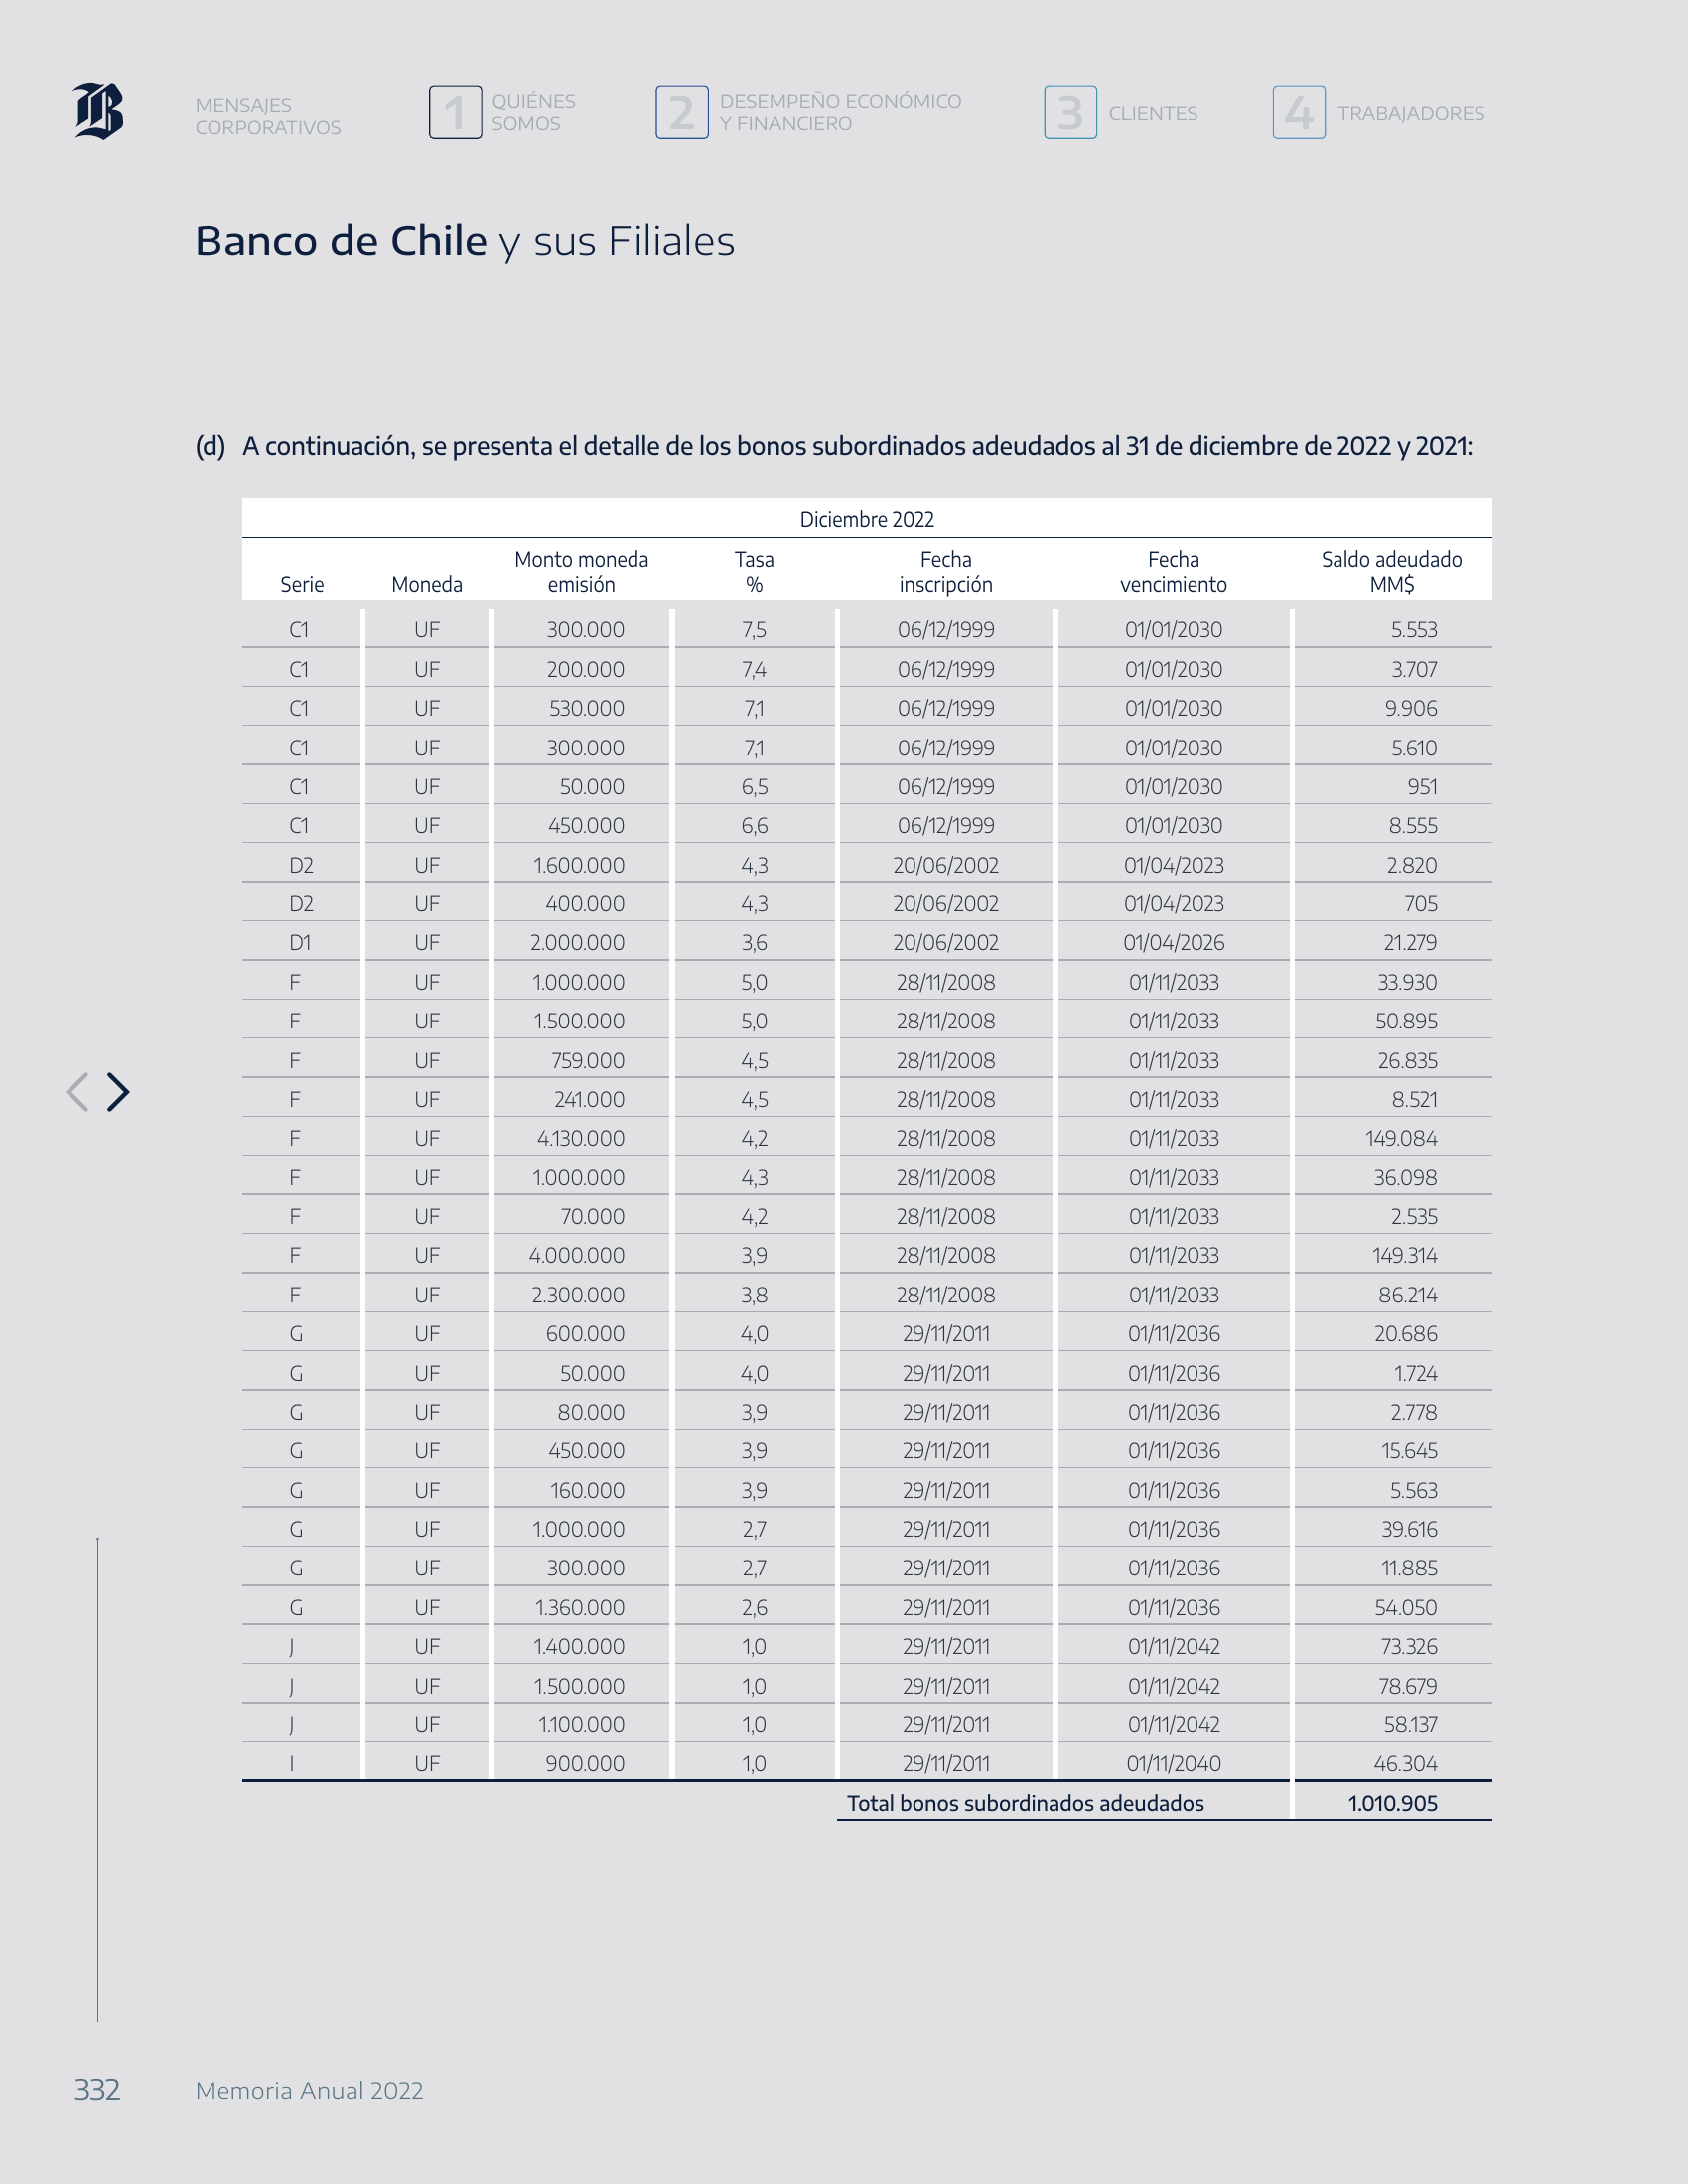 B
MENSAJES
CORPORATIVOS
1 QUIÉNES
SOMOS
2 DESEMPEÑO ECONÓMICO
Y FINANCIERO
3 CLIENTES
4 TRABAJADORES
Banco de Chile y sus Filiales
(d) A continuación, se presenta el detalle de los bonos subordinados adeudados al 31 de diciembre de 2022 y 2021:
Diciembre 2022
Serie Moneda Monto moneda emisión Tasa % Fecha inscripción Fecha vencimiento Saldo adeudado MM$
C1 UF 300.000 7,5 06/12/1999 01/01/2030 5.553
C1 UF 200.000 7,4 06/12/1999 01/01/2030 3.707
C1 UF 530.000 7,1 06/12/1999 01/01/2030 9.906
C1 UF 300.000 7,1 06/12/1999 01/01/2030 5.610
C1 UF 50.000 6,5 06/12/1999 01/01/2030 951
C1 UF 450.000 6,6 06/12/1999 01/01/2030 8.555
D2 UF 1.600.000 4,3 20/06/2002 01/04/2023 2.820
D2 UF 400.000 4,3 20/06/2002 01/04/2023 705
D1 UF 2.000.000 3,6 20/06/2002 01/04/2026 21.279
F UF 1.000.000 5,0 28/11/2008 01/11/2033 33.930
F UF 1.500.000 5,0 28/11/2008 01/11/2033 50.895
F UF 759.000 4,5 28/11/2008 01/11/2033 26.835
F UF 241.000 4,5 28/11/2008 01/11/2033 8.521
F UF 4.130.000 4,2 28/11/2008 01/11/2033 149.084
F UF 1.000.000 4,3 28/11/2008 01/11/2033 36.098
F UF 70.000 4,2 28/11/2008 01/11/2033 2.535
F UF 4.000.000 3,9 28/11/2008 01/11/2033 149.314
F UF 2.300.000 3,8 28/11/2008 01/11/2033 86.214
G UF 600.000 4,0 29/11/2011 01/11/2036 20.686
G UF 50.000 4,0 29/11/2011 01/11/2036 1.724
G UF 80.000 3,9 29/11/2011 01/11/2036 2.778
G UF 450.000 3,9 29/11/2011 01/11/2036 15.645
G UF 160.000 3,9 29/11/2011 01/11/2036 5.563
G UF 1.000.000 2,7 29/11/2011 01/11/2036 39.616
G UF 300.000 2,7 29/11/2011 01/11/2036 11.885
G UF 1.360.000 2,6 29/11/2011 01/11/2036 54.050
J UF 1.400.000 1,0 29/11/2011 01/11/2042 73.326
J UF 1.500.000 1,0 29/11/2011 01/11/2042 78.679
J UF 1.100.000 1,0 29/11/2011 01/11/2042 58.137
I UF 900.000 1,0 29/11/2011 01/11/2040 46.304
Total bonos subordinados adeudados 1.010.905
332 Memoria Anual 2022